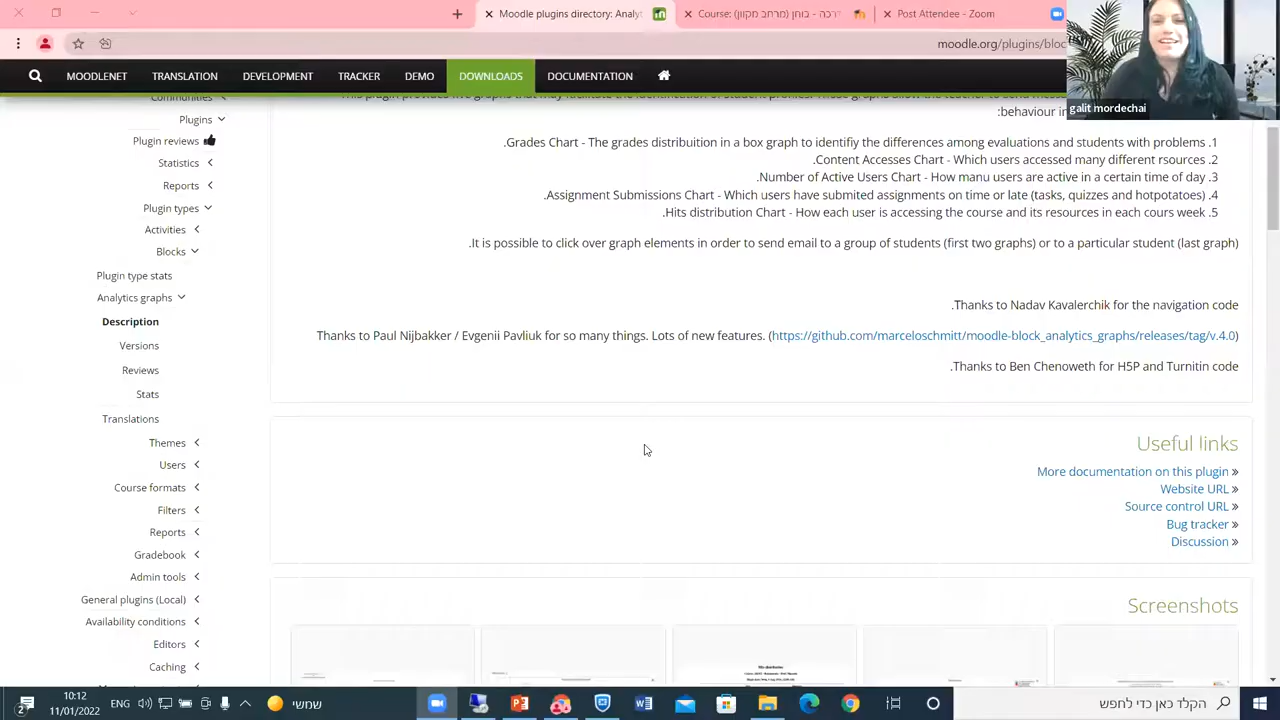 Moodle plugins directory: Analyt
Course: דרכה - בוחן (מרחב מקוון)
Post Attendee - Zoom
moodle.org/plugins/bloc
galit mordechai
MOODLENET
TRANSLATION
DEVELOPMENT
TRACKER
DEMO
DOWNLOADS
DOCUMENTATION
Communities
Plugins
Plugin reviews
Statistics
Reports
Plugin types
Activities
Blocks
Plugin type stats
Analytics graphs
Description
Versions
Reviews
Stats
Translations
Themes
Users
Course formats
Filters
Reports
Gradebook
Admin tools
General plugins (Local)
Availability conditions
Editors
Caching
:behaviour in
.Grades Chart - The grades distribuition in a box graph to identifiy the differences among evaluations and students with problems .1
.Content Accesses Chart - Which users accessed many different rsources .2
.Number of Active Users Chart - How manu users are active in a certain time of day .3
.Assignment Submissions Chart - Which users have submited assignments on time or late (tasks, quizzes and hotpotatoes) .4
.Hits distribution Chart - How each user is accessing the course and its resources in each cours week .5
.It is possible to click over graph elements in order to send email to a group of students (first two graphs) or to a particular student (last graph)
.Thanks to Nadav Kavalerchik for the navigation code
Thanks to Paul Nijbakker / Evgenii Pavliuk for so many things. Lots of new features. (https://github.com/marceloschmitt/moodle-block_analytics_graphs/releases/tag/v.4.0)
.Thanks to Ben Chenoweth for H5P and Turnitin code
Useful links
More documentation on this plugin »
Website URL »
Source control URL »
Bug tracker »
Discussion »
Screenshots
10:12
11/01/2022
ENG
שמשי
הקלד כאן כדי לחפש